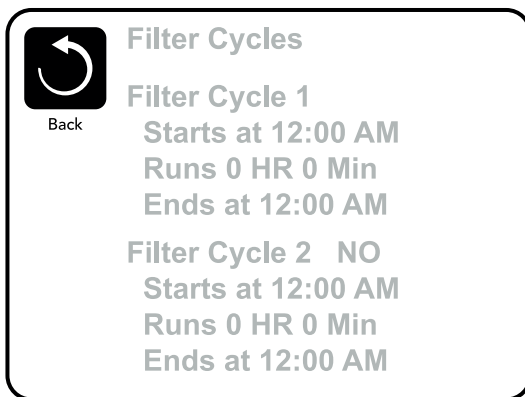 Filter Cycles
Back
Filter Cycle 1
Starts at 12:00 AM
Runs 0 HR 0 Min
Ends at 12:00 AM
Filter Cycle 2 NO
Starts at 12:00 AM
Runs 0 HR 0 Min
Ends at 12:00 AM